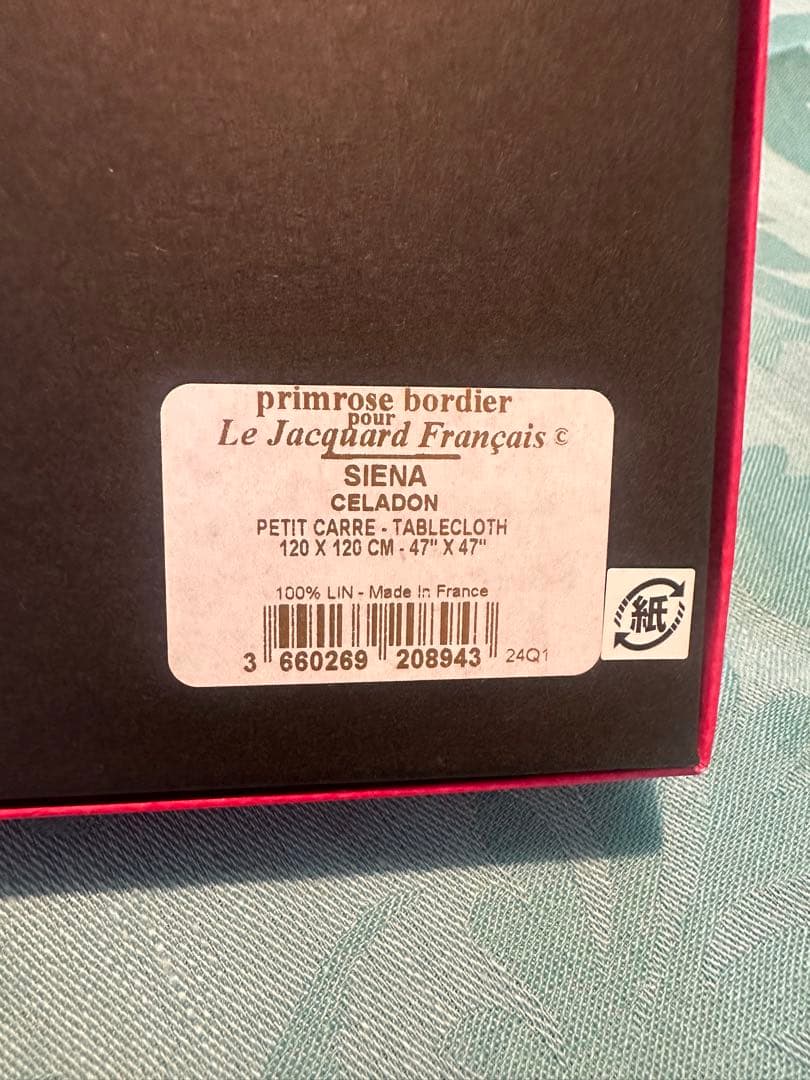 primrose bordier
pour
Le Jacquard Français ©
SIENA
CELADON
PETIT CARRE - TABLECLOTH
120 X 120 CM - 47" X 47"
100% LIN - Made In France
3 660269 208943 24Q1
紙